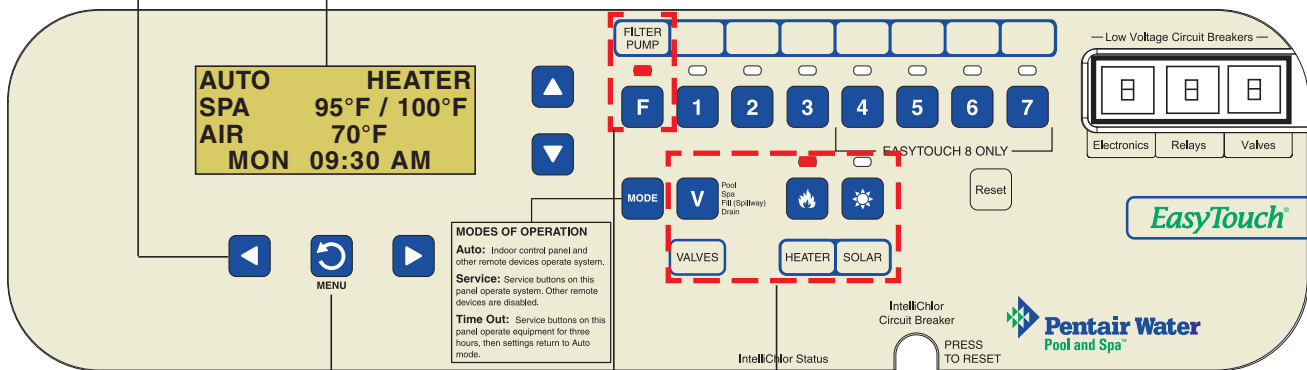 FILTER
PUMP
— Low Voltage Circuit Breakers —
AUTO HEATER
SPA 95°F / 100°F
AIR 70°F
MON 09:30 AM
F 1 2 3 4 5 6 7
EASYTOUCH 8 ONLY
Electronics Relays Valves
MODE
V
Pool
Spa
Fill (Spillway)
Drain
Reset
EasyTouch®
MODES OF OPERATION
Auto: Indoor control panel and
other remote devices operate system.
Service: Service buttons on this
panel operate system. Other remote
devices are disabled.
Time Out: Service buttons on this
panel operate equipment for three
hours, then settings return to Auto
mode.
VALVES
HEATER SOLAR
MENU
IntelliChlor
Circuit Breaker
PRESS
TO RESET
IntelliChlor Status
Pentair Water
Pool and Spa™